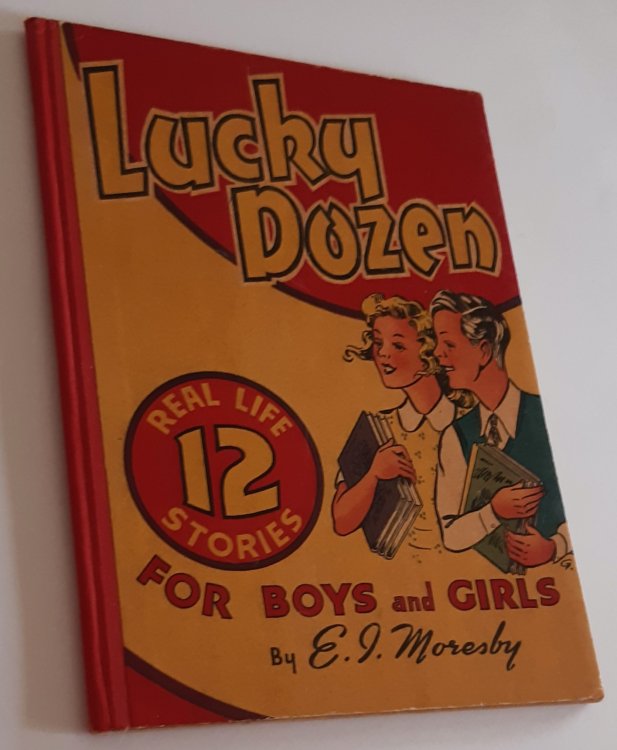 Lucky
Dozen
REAL LIFE
12
STORIES
FOR BOYS and GIRLS
By E. I. Moresby
G.